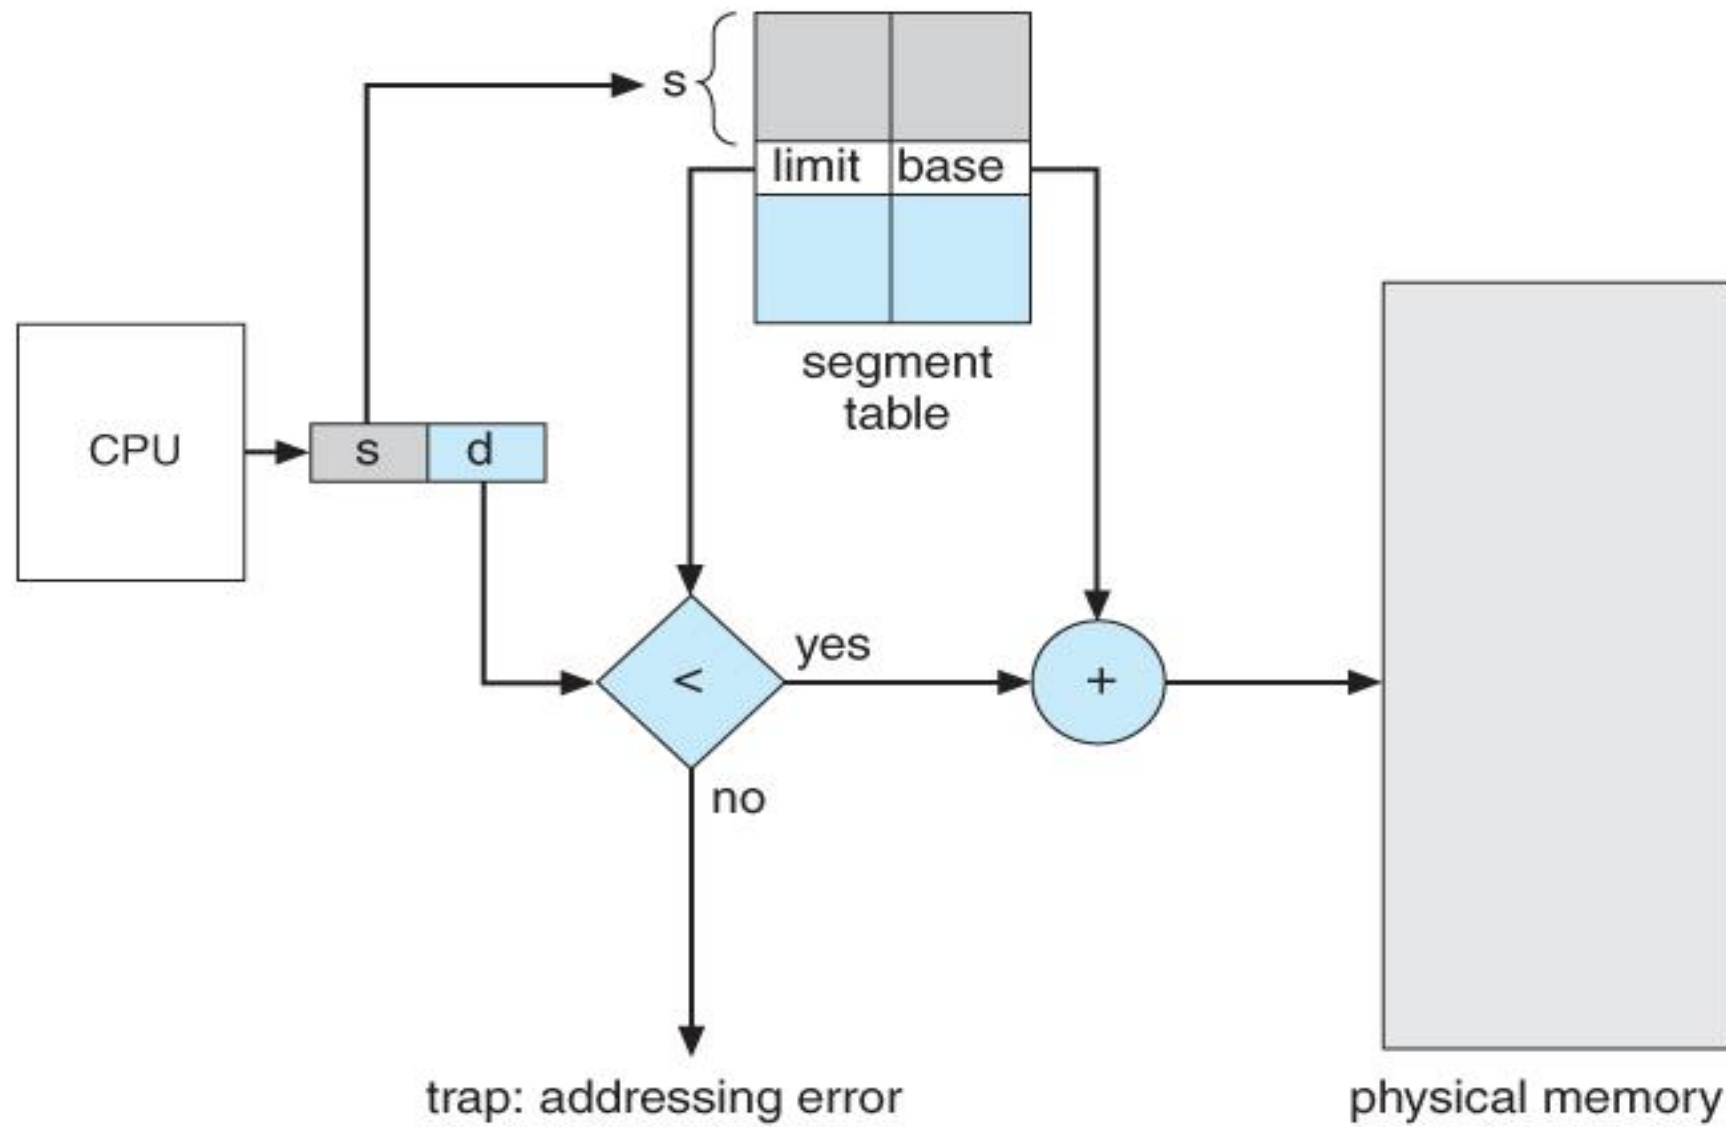 s
limit
base
segment
table
CPU
s
d
<
yes
+
no
trap: addressing error
physical memory